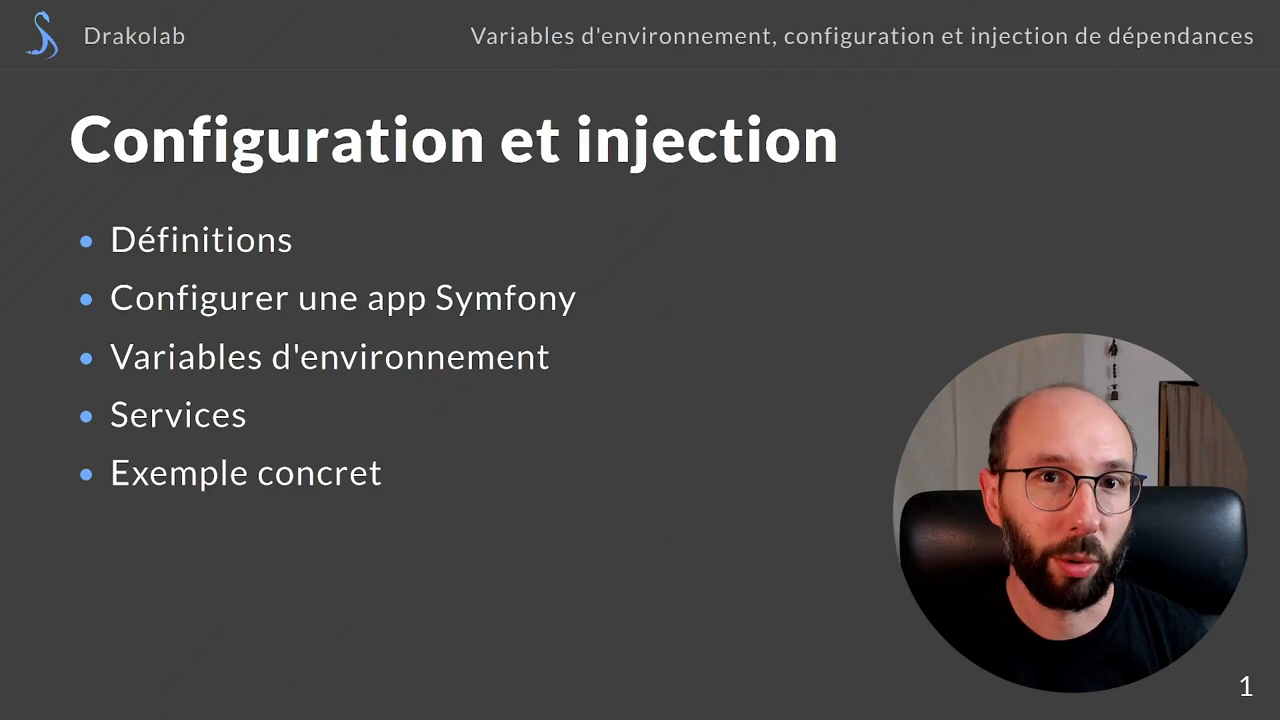 Drakolab
Variables d'environnement, configuration et injection de dépendances
Configuration et injection
Définitions
Configurer une app Symfony
Variables d'environnement
Services
Exemple concret
1